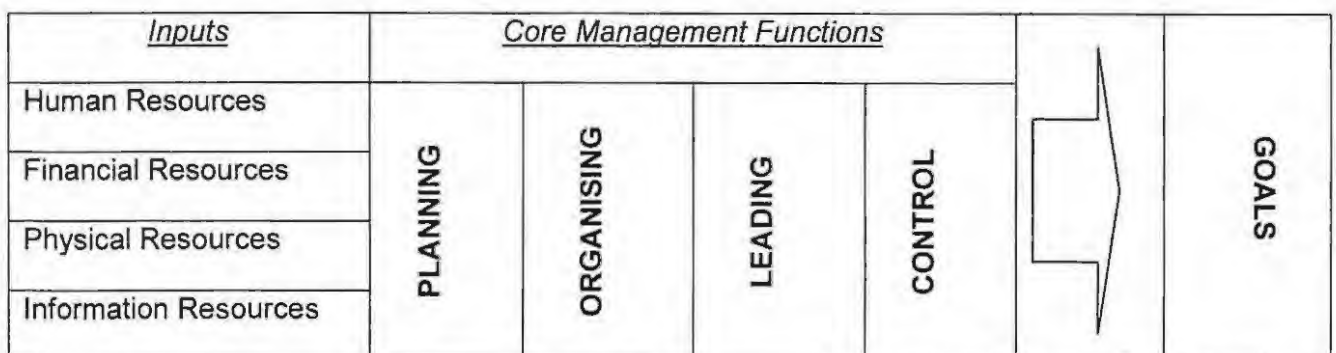 Inputs
Core Management Functions
Human Resources
Financial Resources
Physical Resources
Information Resources
PLANNING
ORGANISING
LEADING
CONTROL
GOALS